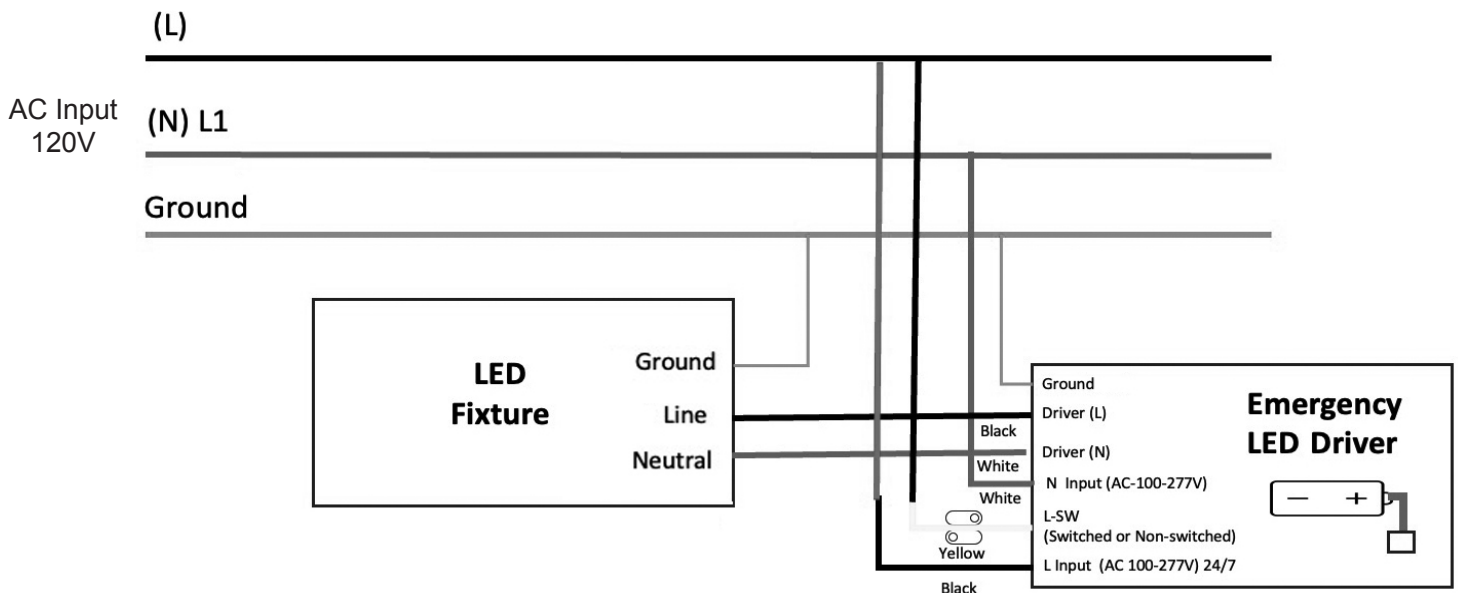 (L)
AC Input
120V
(N) L1
Ground
LED
Fixture
Ground
Line
Neutral
Black
White
White
Yellow
Black
Ground
Driver (L)
Driver (N)
N Input (AC-100-277V)
L-SW
(Switched or Non-switched)
L Input (AC 100-277V) 24/7
Emergency
LED Driver
− +